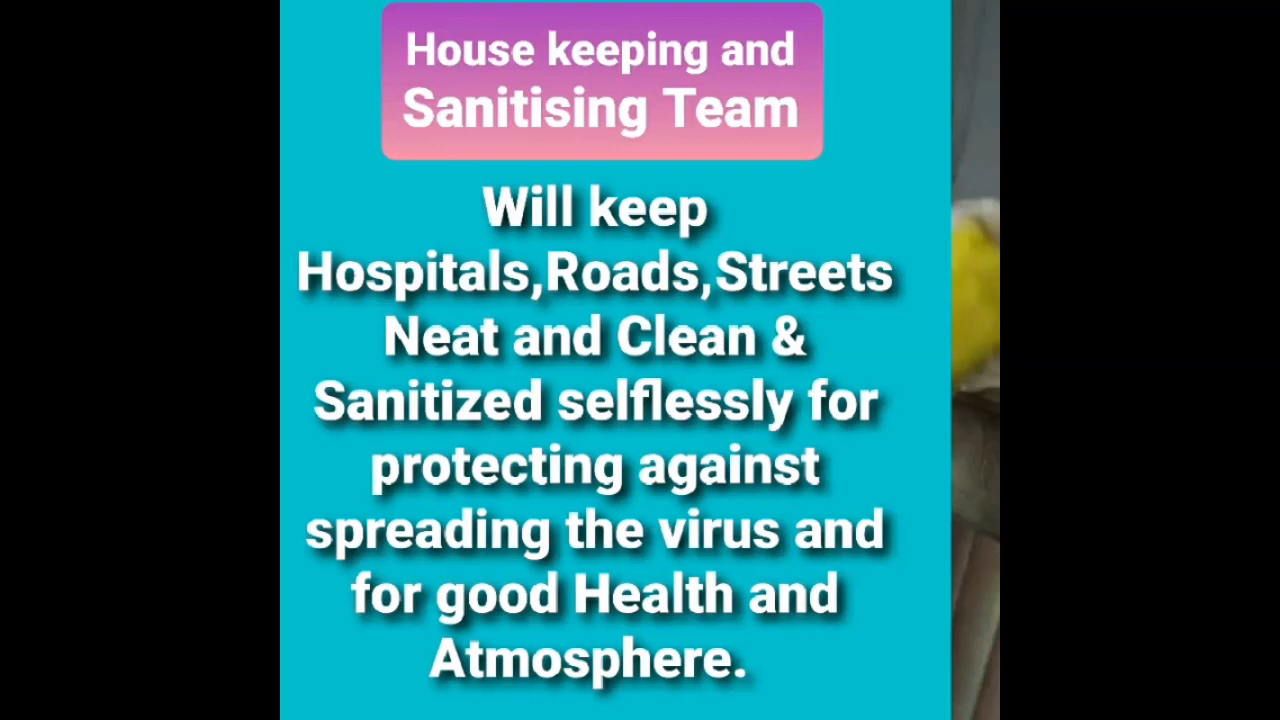 House keeping and
Sanitising Team
Will keep
Hospitals,Roads,Streets
Neat and Clean &
Sanitized selflessly for
protecting against
spreading the virus and
for good Health and
Atmosphere.